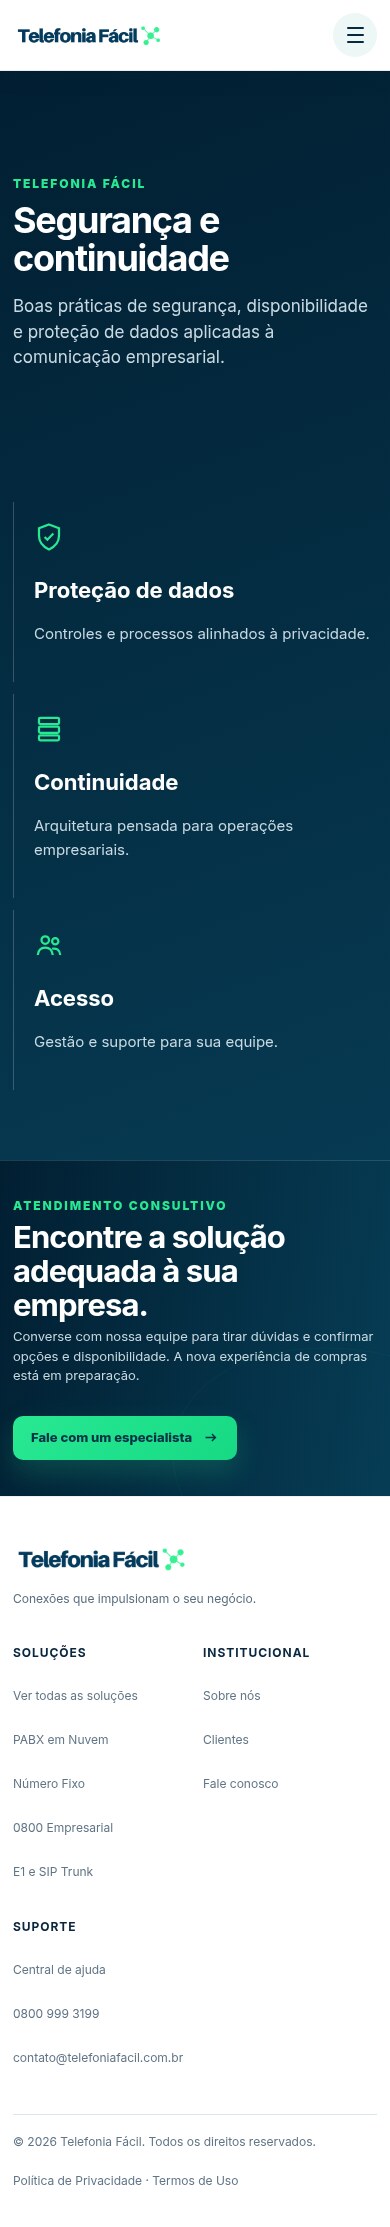 Telefonia Fácil
TELEFONIA FÁCIL
Segurança e
continuidade
Boas práticas de segurança, disponibilidade
e proteção de dados aplicadas à
comunicação empresarial.
Proteção de dados
Controles e processos alinhados à privacidade.
Continuidade
Arquitetura pensada para operações
empresariais.
Acesso
Gestão e suporte para sua equipe.
ATENDIMENTO CONSULTIVO
Encontre a solução
adequada à sua
empresa.
Converse com nossa equipe para tirar dúvidas e confirmar
opções e disponibilidade. A nova experiência de compras
está em preparação.
Fale com um especialista →
Telefonia Fácil
Conexões que impulsionam o seu negócio.
SOLUÇÕES
Ver todas as soluções
PABX em Nuvem
Número Fixo
0800 Empresarial
E1 e SIP Trunk
INSTITUCIONAL
Sobre nós
Clientes
Fale conosco
SUPORTE
Central de ajuda
0800 999 3199
contato@telefoniafacil.com.br
© 2026 Telefonia Fácil. Todos os direitos reservados.
Política de Privacidade · Termos de Uso